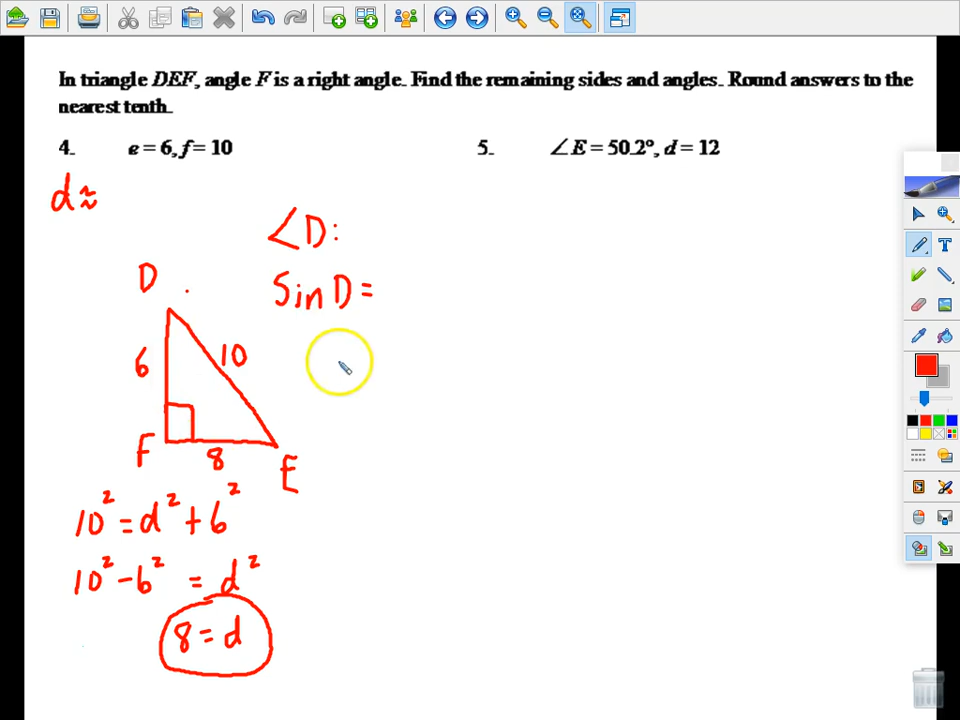 In triangle DEF, angle F is a right angle. Find the remaining sides and angles. Round answers to the
nearest tenth.
4. e = 6, f = 10
5. ∠E = 50.2°, d = 12
d ≈
∠D:
D
Sin D =
6
10
F
8
E
10² = d² + 6²
10² - 6² = d²
8 = d
T